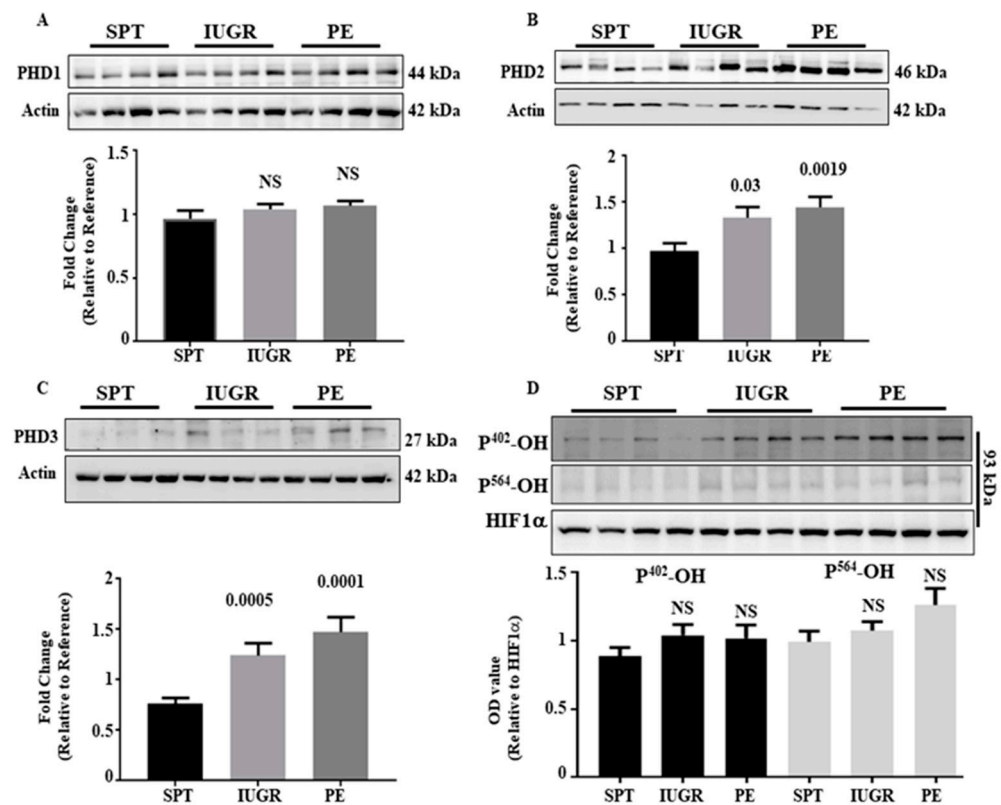 A
SPT IUGR PE
PHD1 44 kDa
Actin 42 kDa
Fold Change
(Relative to Reference)
1.5
1
0.5
0
NS NS
SPT IUGR PE
B
SPT IUGR PE
PHD2 46 kDa
Actin 42 kDa
Fold Change
(Relative to Reference)
2
1.5
1
0.5
0
0.03 0.0019
SPT IUGR PE
C
SPT IUGR PE
PHD3 27 kDa
Actin 42 kDa
Fold Change
(Relative to Reference)
2
1.5
1
0.5
0
0.0005 0.0001
SPT IUGR PE
D
SPT IUGR PE
P⁴⁰²-OH
P⁵⁶⁴-OH
HIF1α
93 kDa
OD value
(Relative to HIF1α)
1.5
1
0.5
0
P⁴⁰²-OH P⁵⁶⁴-OH
NS NS NS NS
SPT IUGR PE SPT IUGR PE